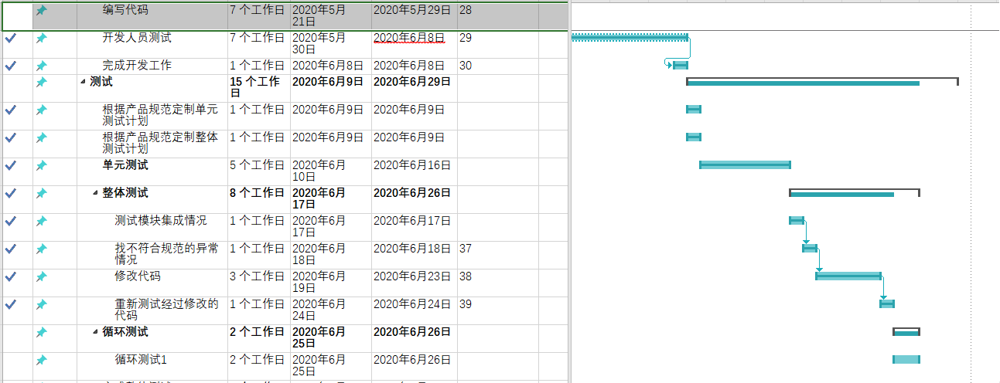 编写代码 7 个工作日 2020年5月 2020年5月29日 28
21日
开发人员测试 7 个工作日 2020年5月 2020年6月8日 29
30日
完成开发工作 1 个工作日 2020年6月8日 2020年6月8日 30
测试 15 个工作 2020年6月9日 2020年6月29日
日
根据产品规范定制单元 1 个工作日 2020年6月9日 2020年6月9日
测试计划
根据产品规范定制整体 1 个工作日 2020年6月9日 2020年6月9日
测试计划
单元测试 5 个工作日 2020年6月 2020年6月16日
10日
整体测试 8 个工作日 2020年6月 2020年6月26日
17日
测试模块集成情况 1 个工作日 2020年6月 2020年6月17日
17日
找不符合规范的异常 1 个工作日 2020年6月 2020年6月18日 37
情况 18日
修改代码 3 个工作日 2020年6月 2020年6月23日 38
19日
重新测试经过修改的 1 个工作日 2020年6月 2020年6月24日 39
代码 24日
循环测试 2 个工作日 2020年6月 2020年6月26日
25日
循环测试1 2 个工作日 2020年6月 2020年6月26日
25日